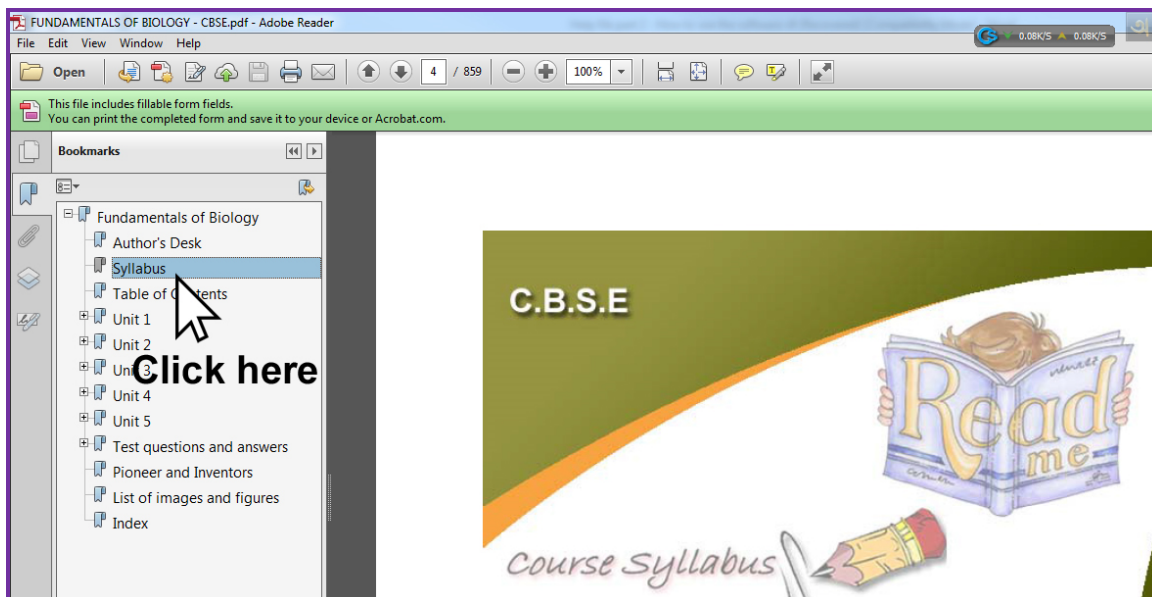 FUNDAMENTALS OF BIOLOGY - CBSE.pdf - Adobe Reader
0.08K/S 0.08K/S
File Edit View Window Help
Open 4 / 859 100%
This file includes fillable form fields.
You can print the completed form and save it to your device or Acrobat.com.
Bookmarks
Fundamentals of Biology
Author's Desk
Syllabus
Table of
Unit 1
Unit 2
Unit 3
Unit 4
Unit 5
Test questions and answers
Pioneer and Inventors
List of images and figures
Index
Click here
C.B.S.E
Read
me
Course Syllabus